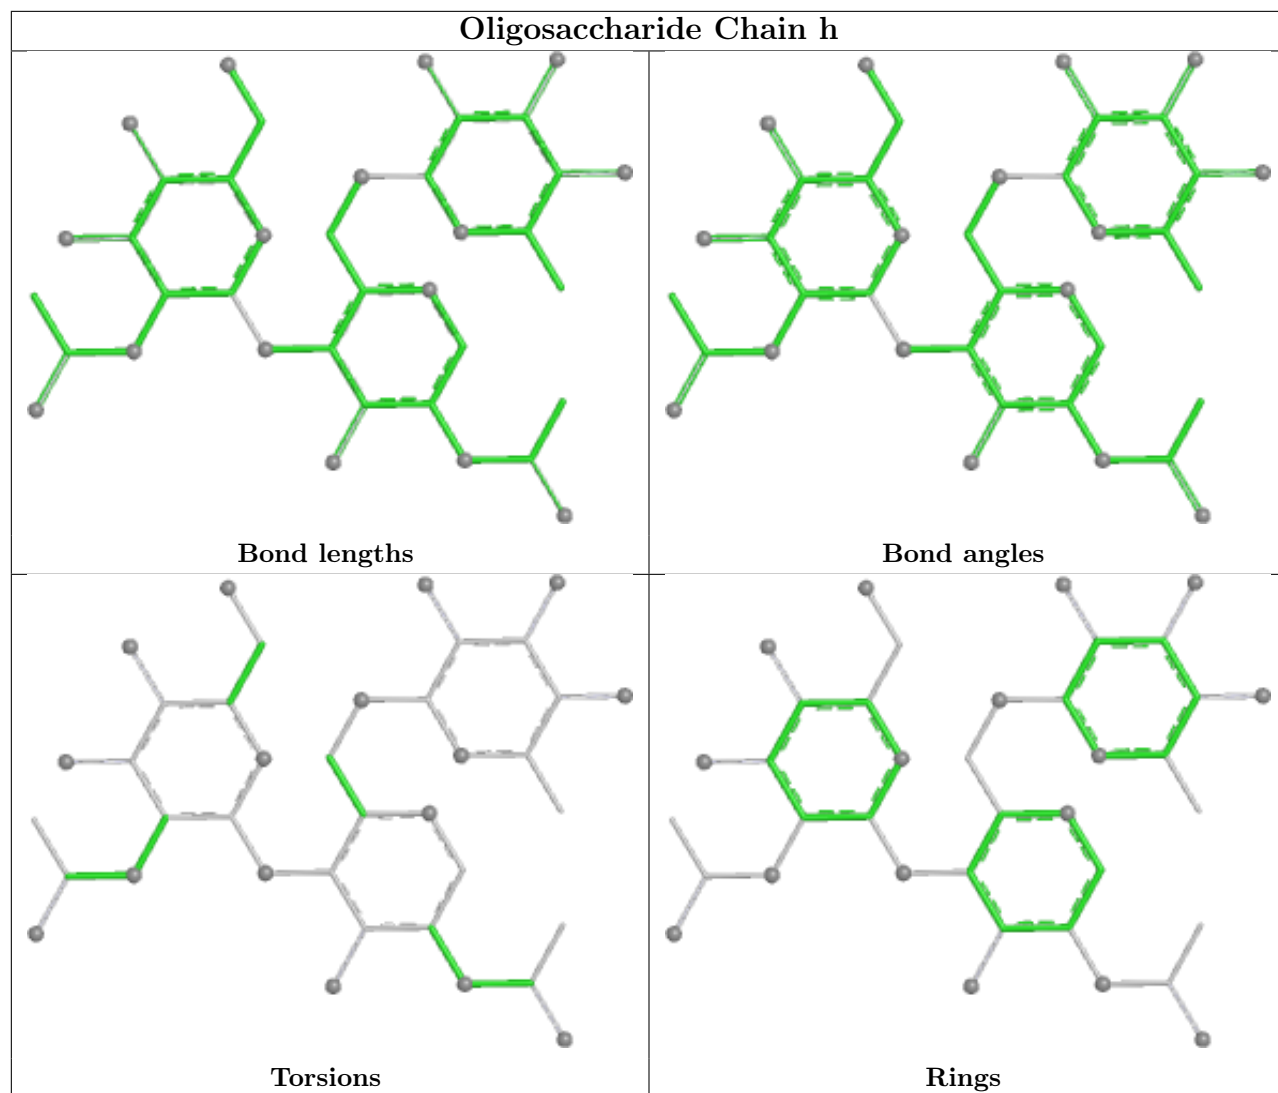 Oligosaccharide Chain h
Bond lengths
Bond angles
Torsions
Rings